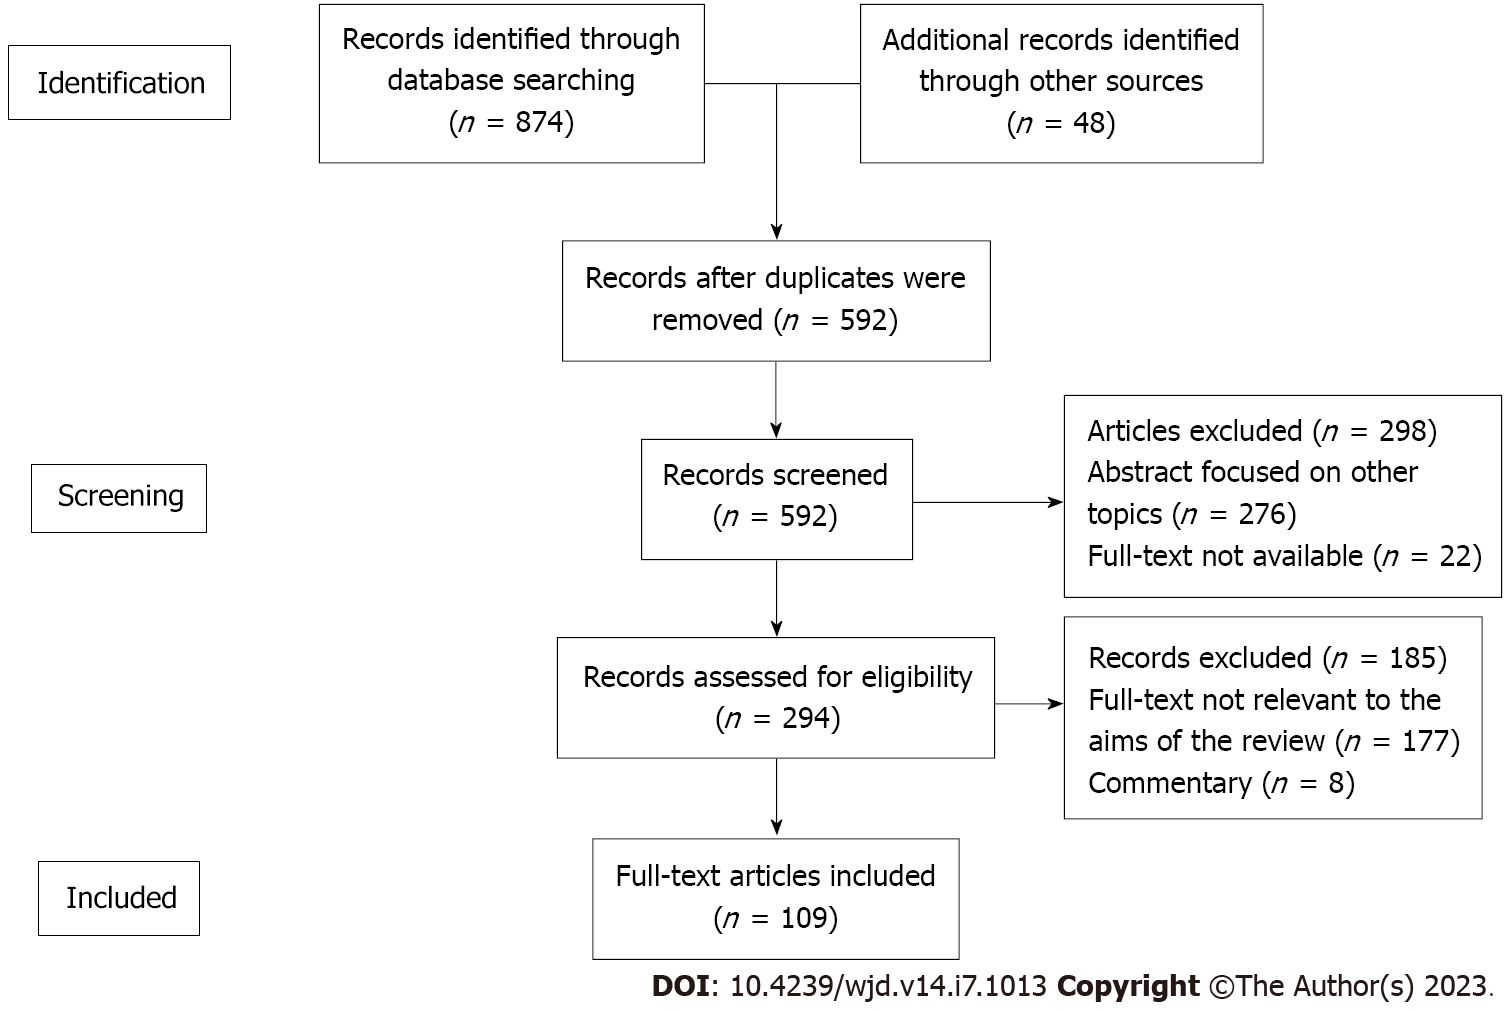 Identification
Records identified through
database searching
(n = 874)
Additional records identified
through other sources
(n = 48)
Records after duplicates were
removed (n = 592)
Screening
Records screened
(n = 592)
Articles excluded (n = 298)
Abstract focused on other
topics (n = 276)
Full-text not available (n = 22)
Records assessed for eligibility
(n = 294)
Records excluded (n = 185)
Full-text not relevant to the
aims of the review (n = 177)
Commentary (n = 8)
Included
Full-text articles included
(n = 109)
DOI: 10.4239/wjd.v14.i7.1013 Copyright ©The Author(s) 2023.